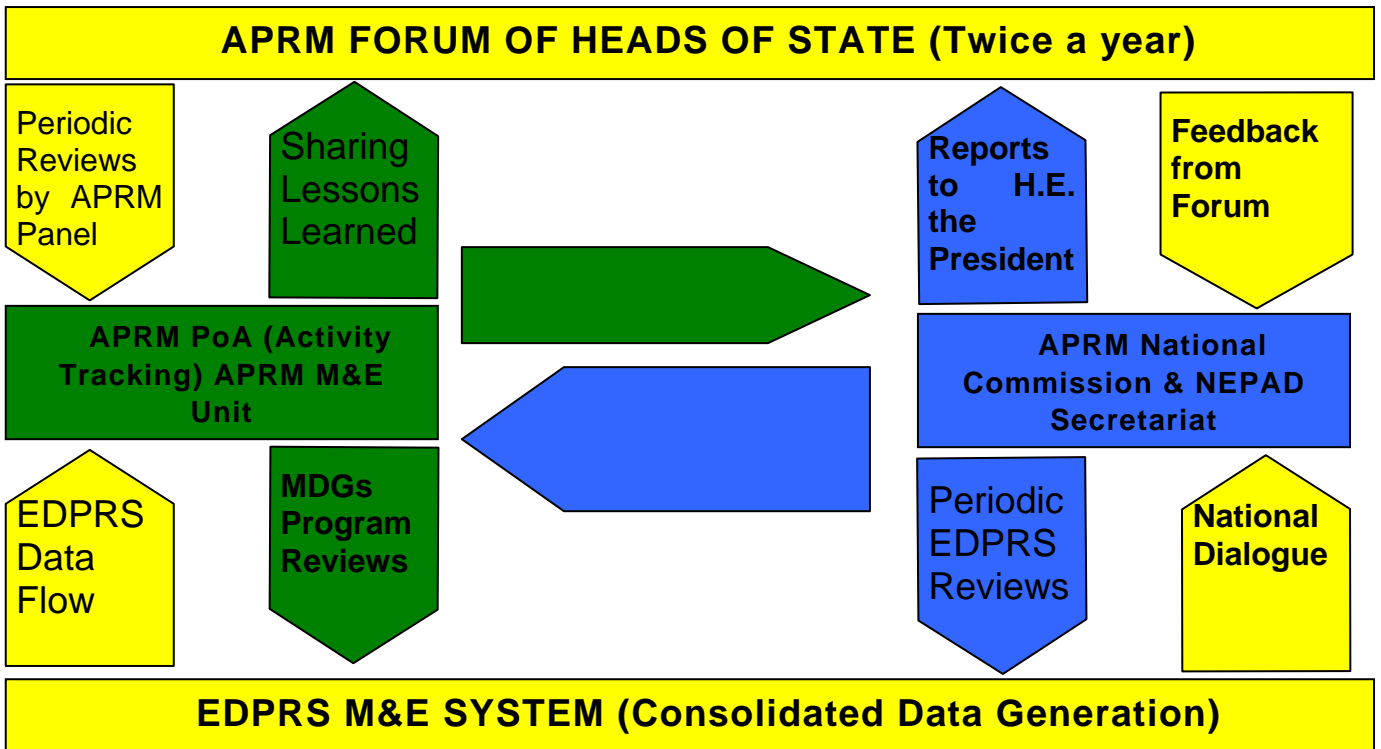 APRM FORUM OF HEADS OF STATE (Twice a year)
Periodic
Reviews
by APRM
Panel
Sharing
Lessons
Learned
Reports
to H.E.
the
President
Feedback
from
Forum
APRM PoA (Activity
Tracking) APRM M&E
Unit
APRM National
Commission & NEPAD
Secretariat
EDPRS
Data
Flow
MDGs
Program
Reviews
Periodic
EDPRS
Reviews
National
Dialogue
EDPRS M&E SYSTEM (Consolidated Data Generation)